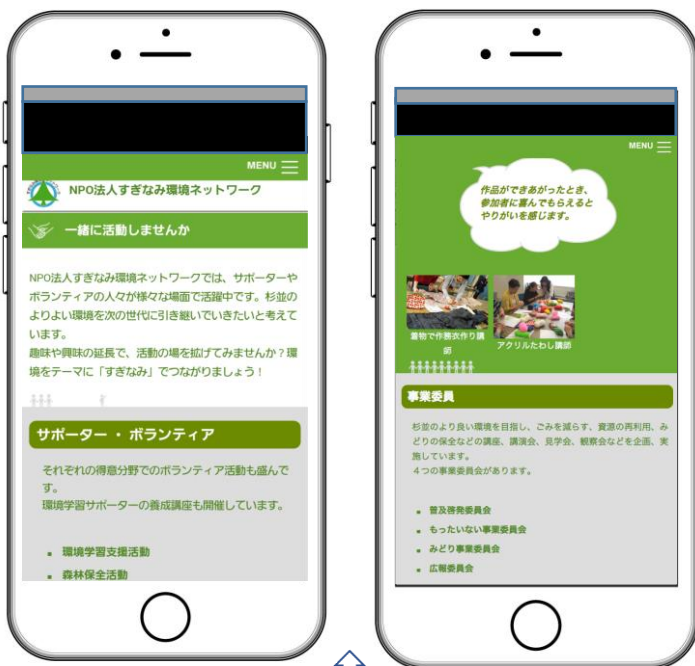 MENU
NPO法人すぎなみ環境ネットワーク
一緒に活動しませんか
NPO法人すぎなみ環境ネットワークでは、サポーターや
ボランティアの人々が様々な場面で活躍中です。杉並の
よりよい環境を次の世代に引き継いでいきたいと考えて
います。
趣味や興味の延長で、活動の場を拡げてみませんか？環
境をテーマに「すぎなみ」でつながりましょう！
サポーター ・ ボランティア
それぞれの得意分野でのボランティア活動も盛んで
す。
環境学習サポーターの養成講座も開催しています。
環境学習支援活動
森林保全活動
MENU
作品ができあがったとき、
参加者に喜んでもらえると
やりがいを感じます。
着物で作務衣作り講
師
アクリルたわし講師
事業委員
杉並のより良い環境を目指し、ごみを減らす、資源の再利用、み
どりの保全などの講座、講演会、見学会、観察会などを企画、実
施しています。
４つの事業委員会があります。
普及啓発委員会
もったいない事業委員会
みどり事業委員会
広報委員会